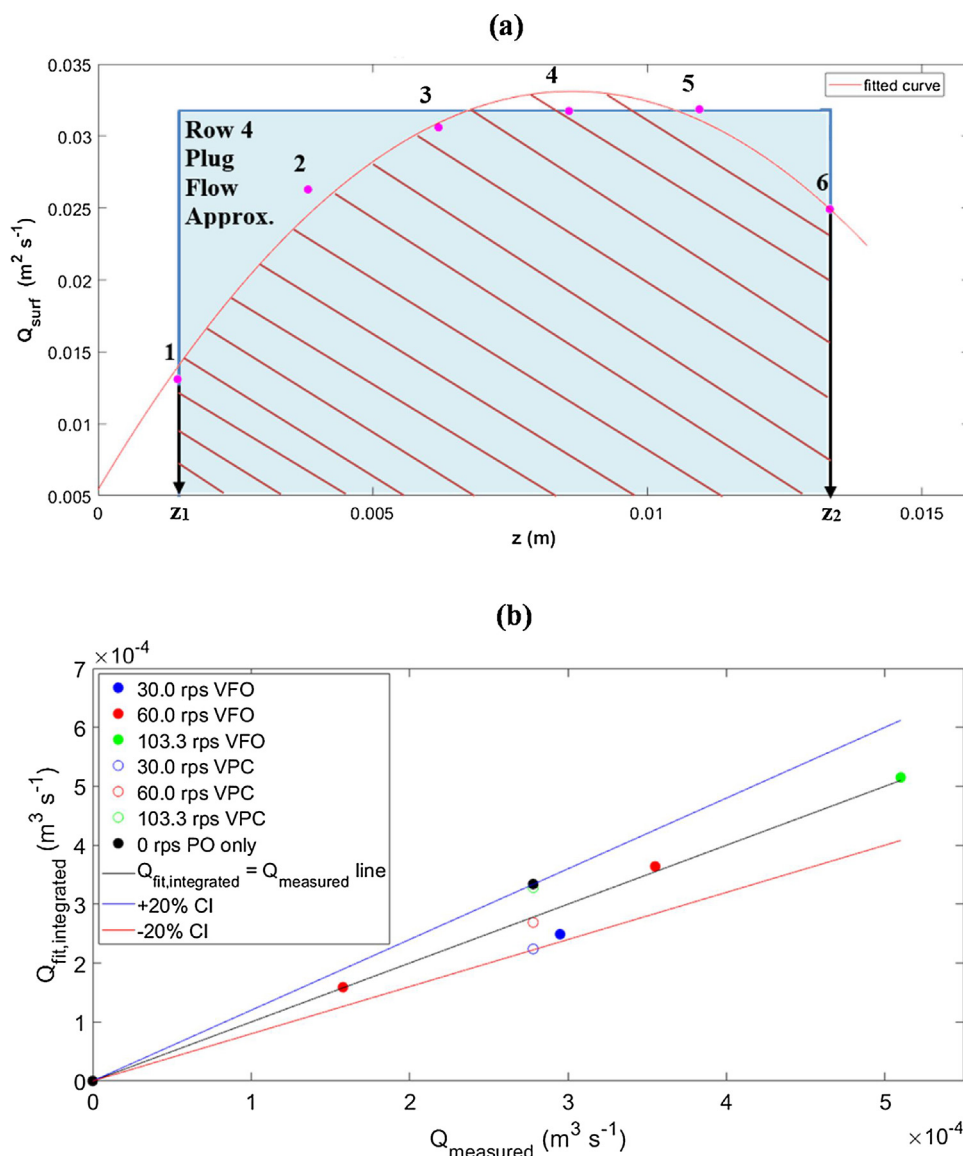 (a)
0.035
0.03
0.025
0.02
0.015
0.01
0.005
Q_surf (m² s⁻¹)
Row 4
Plug
Flow
Approx.
1
2
3
4
5
6
fitted curve
0
z₁
0.005
0.01
z₂
0.015
z (m)
(b)
×10⁻⁴
7
6
5
4
3
2
1
0
Q_fit,integrated (m³ s⁻¹)
30.0 rps VFO
60.0 rps VFO
103.3 rps VFO
30.0 rps VPC
60.0 rps VPC
103.3 rps VPC
0 rps PO only
Q_fit,integrated = Q_measured line
+20% CI
-20% CI
0
1
2
3
4
5
×10⁻⁴
Q_measured (m³ s⁻¹)